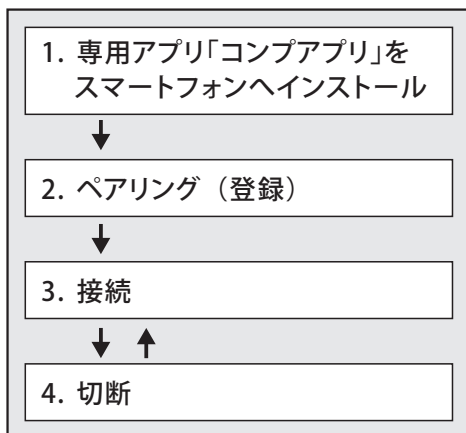 1. 専用アプリ「コンプアプリ」を
スマートフォンへインストール
2. ペアリング（登録）
3. 接続
4. 切断